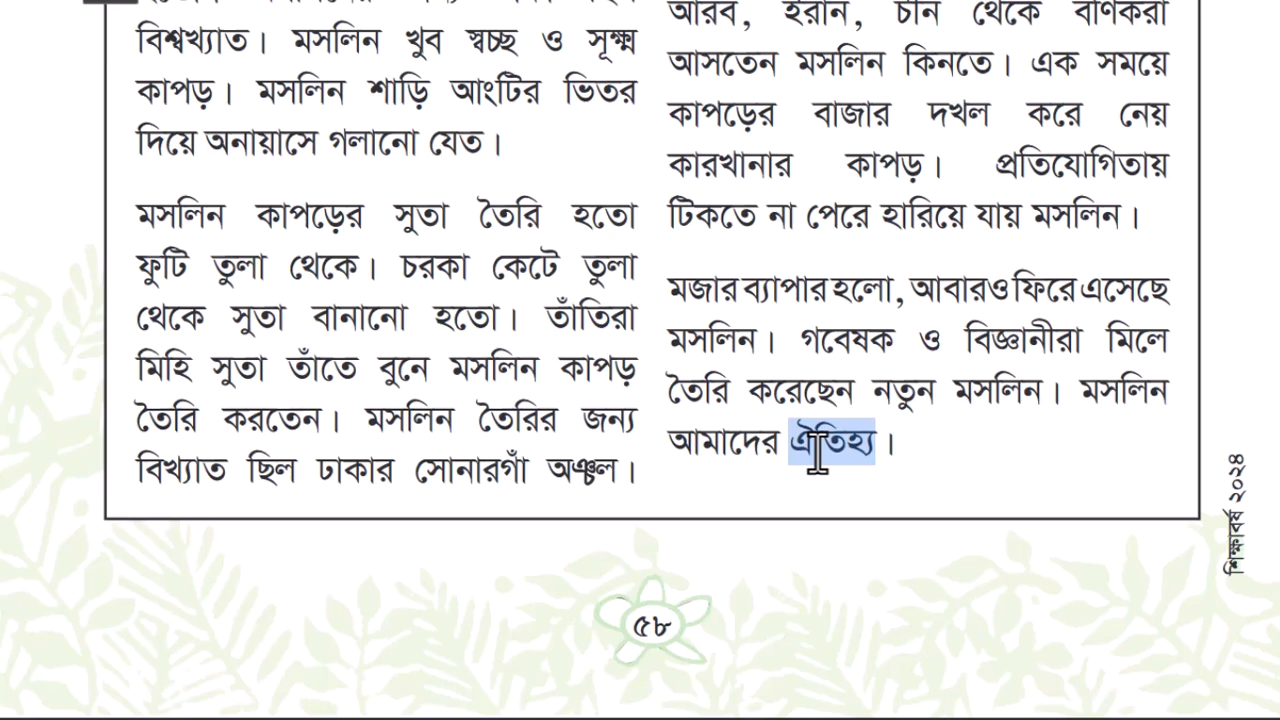 বিশ্বখ্যাত। মসলিন খুব স্বচ্ছ ও সূক্ষ্ম
কাপড়। মসলিন শাড়ি আংটির ভিতর
দিয়ে অনায়াসে গলানো যেত।
মসলিন কাপড়ের সুতা তৈরি হতো
ফুটি তুলা থেকে। চরকা কেটে তুলা
থেকে সুতা বানানো হতো। তাঁতিরা
মিহি সুতা তাঁতে বুনে মসলিন কাপড়
তৈরি করতেন। মসলিন তৈরির জন্য
বিখ্যাত ছিল ঢাকার সোনারগাঁ অঞ্চল।
আরব, ইরান, চীন থেকে বণিকরা
আসতেন মসলিন কিনতে। এক সময়ে
কাপড়ের বাজার দখল করে নেয়
কারখানার কাপড়। প্রতিযোগিতায়
টিকতে না পেরে হারিয়ে যায় মসলিন।
মজার ব্যাপার হলো, আবারও ফিরে এসেছে
মসলিন। গবেষক ও বিজ্ঞানীরা মিলে
তৈরি করেছেন নতুন মসলিন। মসলিন
আমাদের ঐতিহ্য।
শিক্ষাবর্ষ ২০২৪
৫৮